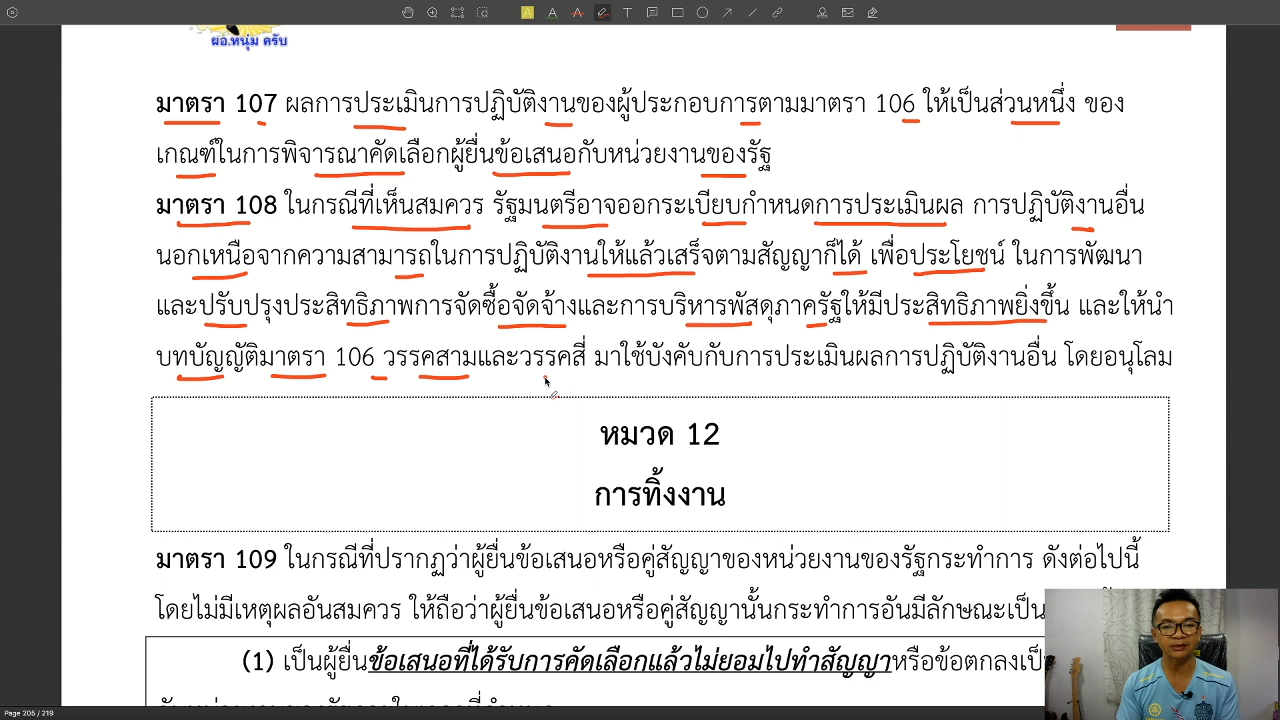 ผอ.หนุ่ม ครับ
มาตรา 107 ผลการประเมินการปฏิบัติงานของผู้ประกอบการตามมาตรา 106 ให้เป็นส่วนหนึ่ง ของ
เกณฑ์ในการพิจารณาคัดเลือกผู้ยื่นข้อเสนอกับหน่วยงานของรัฐ
มาตรา 108 ในกรณีที่เห็นสมควร รัฐมนตรีอาจออกระเบียบกำหนดการประเมินผล การปฏิบัติงานอื่น
นอกเหนือจากความสามารถในการปฏิบัติงานให้แล้วเสร็จตามสัญญาก็ได้ เพื่อประโยชน์ ในการพัฒนา
และปรับปรุงประสิทธิภาพการจัดซื้อจัดจ้างและการบริหารพัสดุภาครัฐให้มีประสิทธิภาพยิ่งขึ้น และให้นำ
บทบัญญัติมาตรา 106 วรรคสามและวรรคสี่ มาใช้บังคับกับการประเมินผลการปฏิบัติงานอื่น โดยอนุโลม
หมวด 12
การทิ้งงาน
มาตรา 109 ในกรณีที่ปรากฏว่าผู้ยื่นข้อเสนอหรือคู่สัญญาของหน่วยงานของรัฐกระทำการ ดังต่อไปนี้
โดยไม่มีเหตุผลอันสมควร ให้ถือว่าผู้ยื่นข้อเสนอหรือคู่สัญญานั้นกระทำการอันมีลักษณะเป็น
(1) เป็นผู้ยื่นข้อเสนอที่ได้รับการคัดเลือกแล้วไม่ยอมไปทำสัญญาหรือข้อตกลงเป็
Page 205 / 219